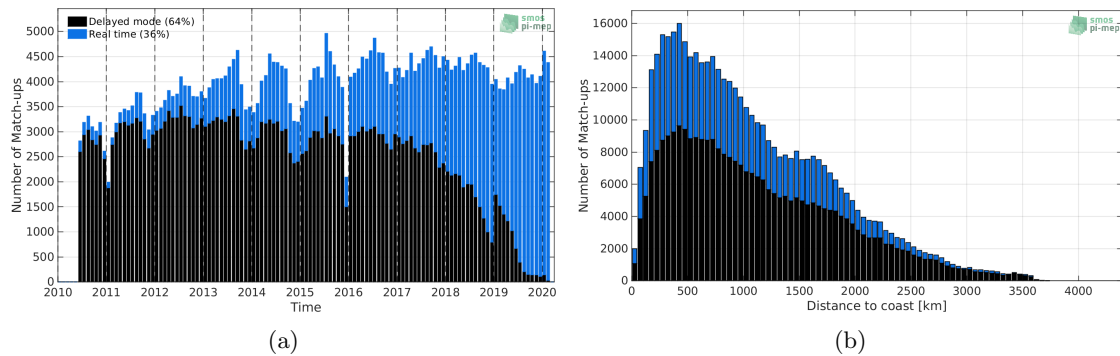 Delayed mode (64%)
Real time (36%)
smos
pi-mep
5000
4500
4000
3500
3000
2500
2000
1500
1000
500
0
2010 2011 2012 2013 2014 2015 2016 2017 2018 2019 2020
Time
Number of Match-ups
(a)
smos
pi-mep
16000
14000
12000
10000
8000
6000
4000
2000
0
0 500 1000 1500 2000 2500 3000 3500 4000
Distance to coast [km]
Number of Match-ups
(b)